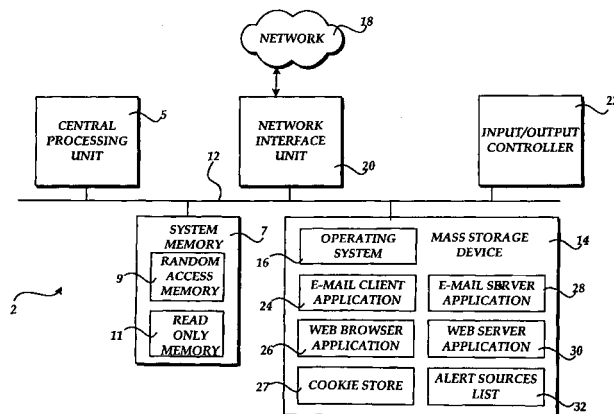 NETWORK
18
CENTRAL
PROCESSING
UNIT
5
NETWORK
INTERFACE
UNIT
20
INPUT/OUTPUT
CONTROLLER
22
12
SYSTEM
MEMORY
7
9
RANDOM
ACCESS
MEMORY
11
READ
ONLY
MEMORY
2
OPERATING
SYSTEM
16
MASS STORAGE
DEVICE
14
E-MAIL CLIENT
APPLICATION
24
E-MAIL SERVER
APPLICATION
28
WEB BROWSER
APPLICATION
26
WEB SERVER
APPLICATION
30
27
COOKIE STORE
ALERT SOURCES
LIST
32